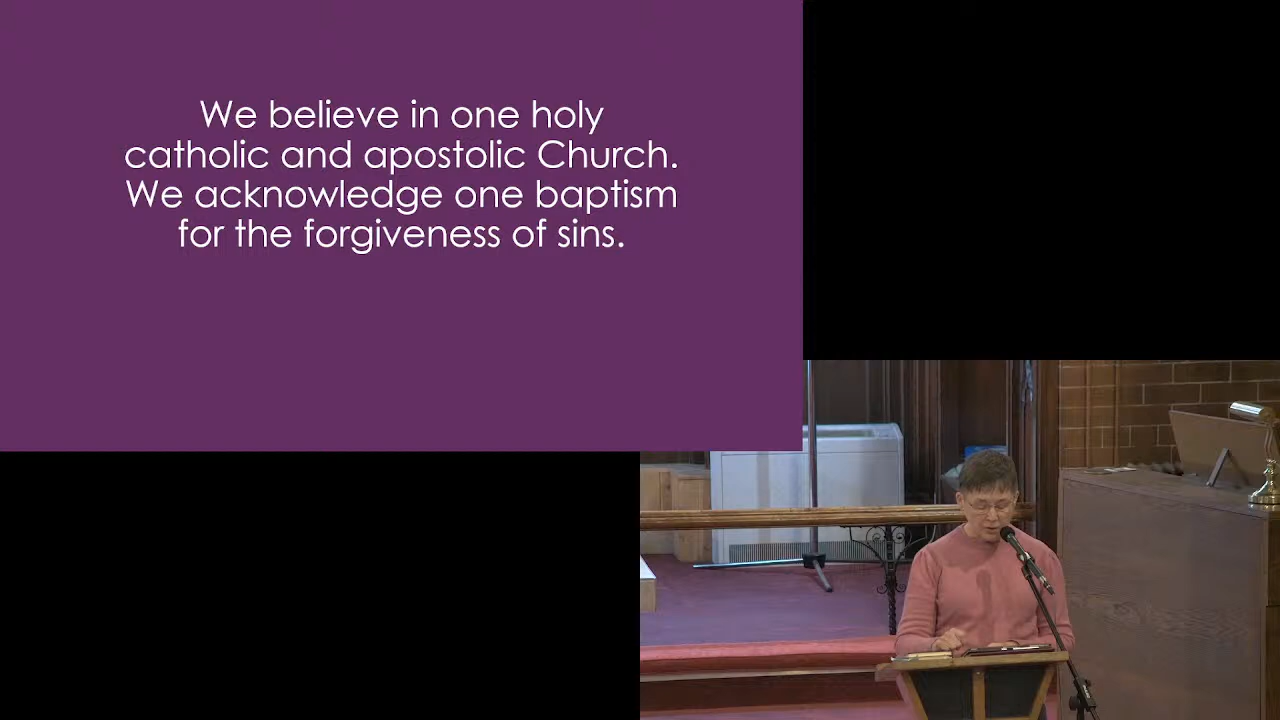 We believe in one holy
catholic and apostolic Church.
We acknowledge one baptism
for the forgiveness of sins.